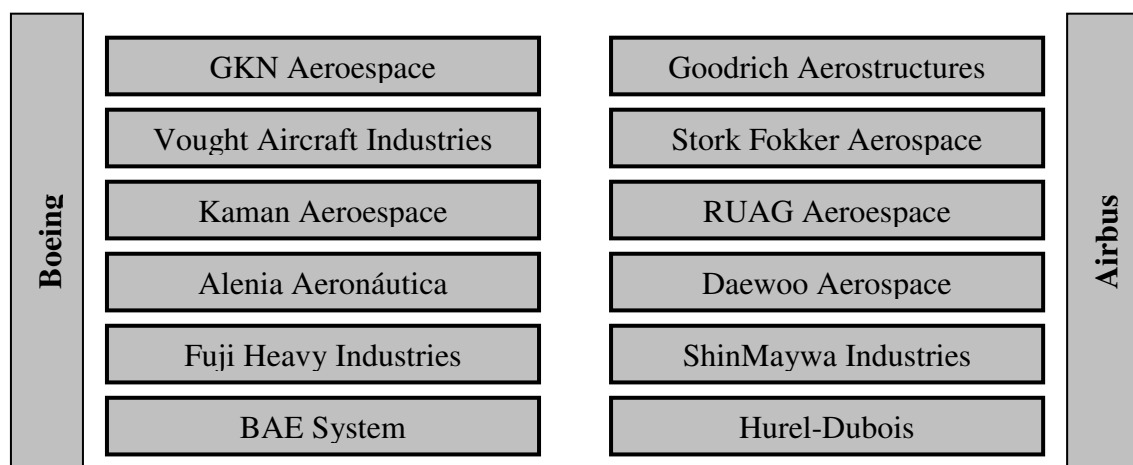 Boeing
GKN Aeroespace
Vought Aircraft Industries
Kaman Aeroespace
Alenia Aeronáutica
Fuji Heavy Industries
BAE System
Goodrich Aerostructures
Stork Fokker Aerospace
RUAG Aeroespace
Daewoo Aerospace
ShinMaywa Industries
Hurel-Dubois
Airbus